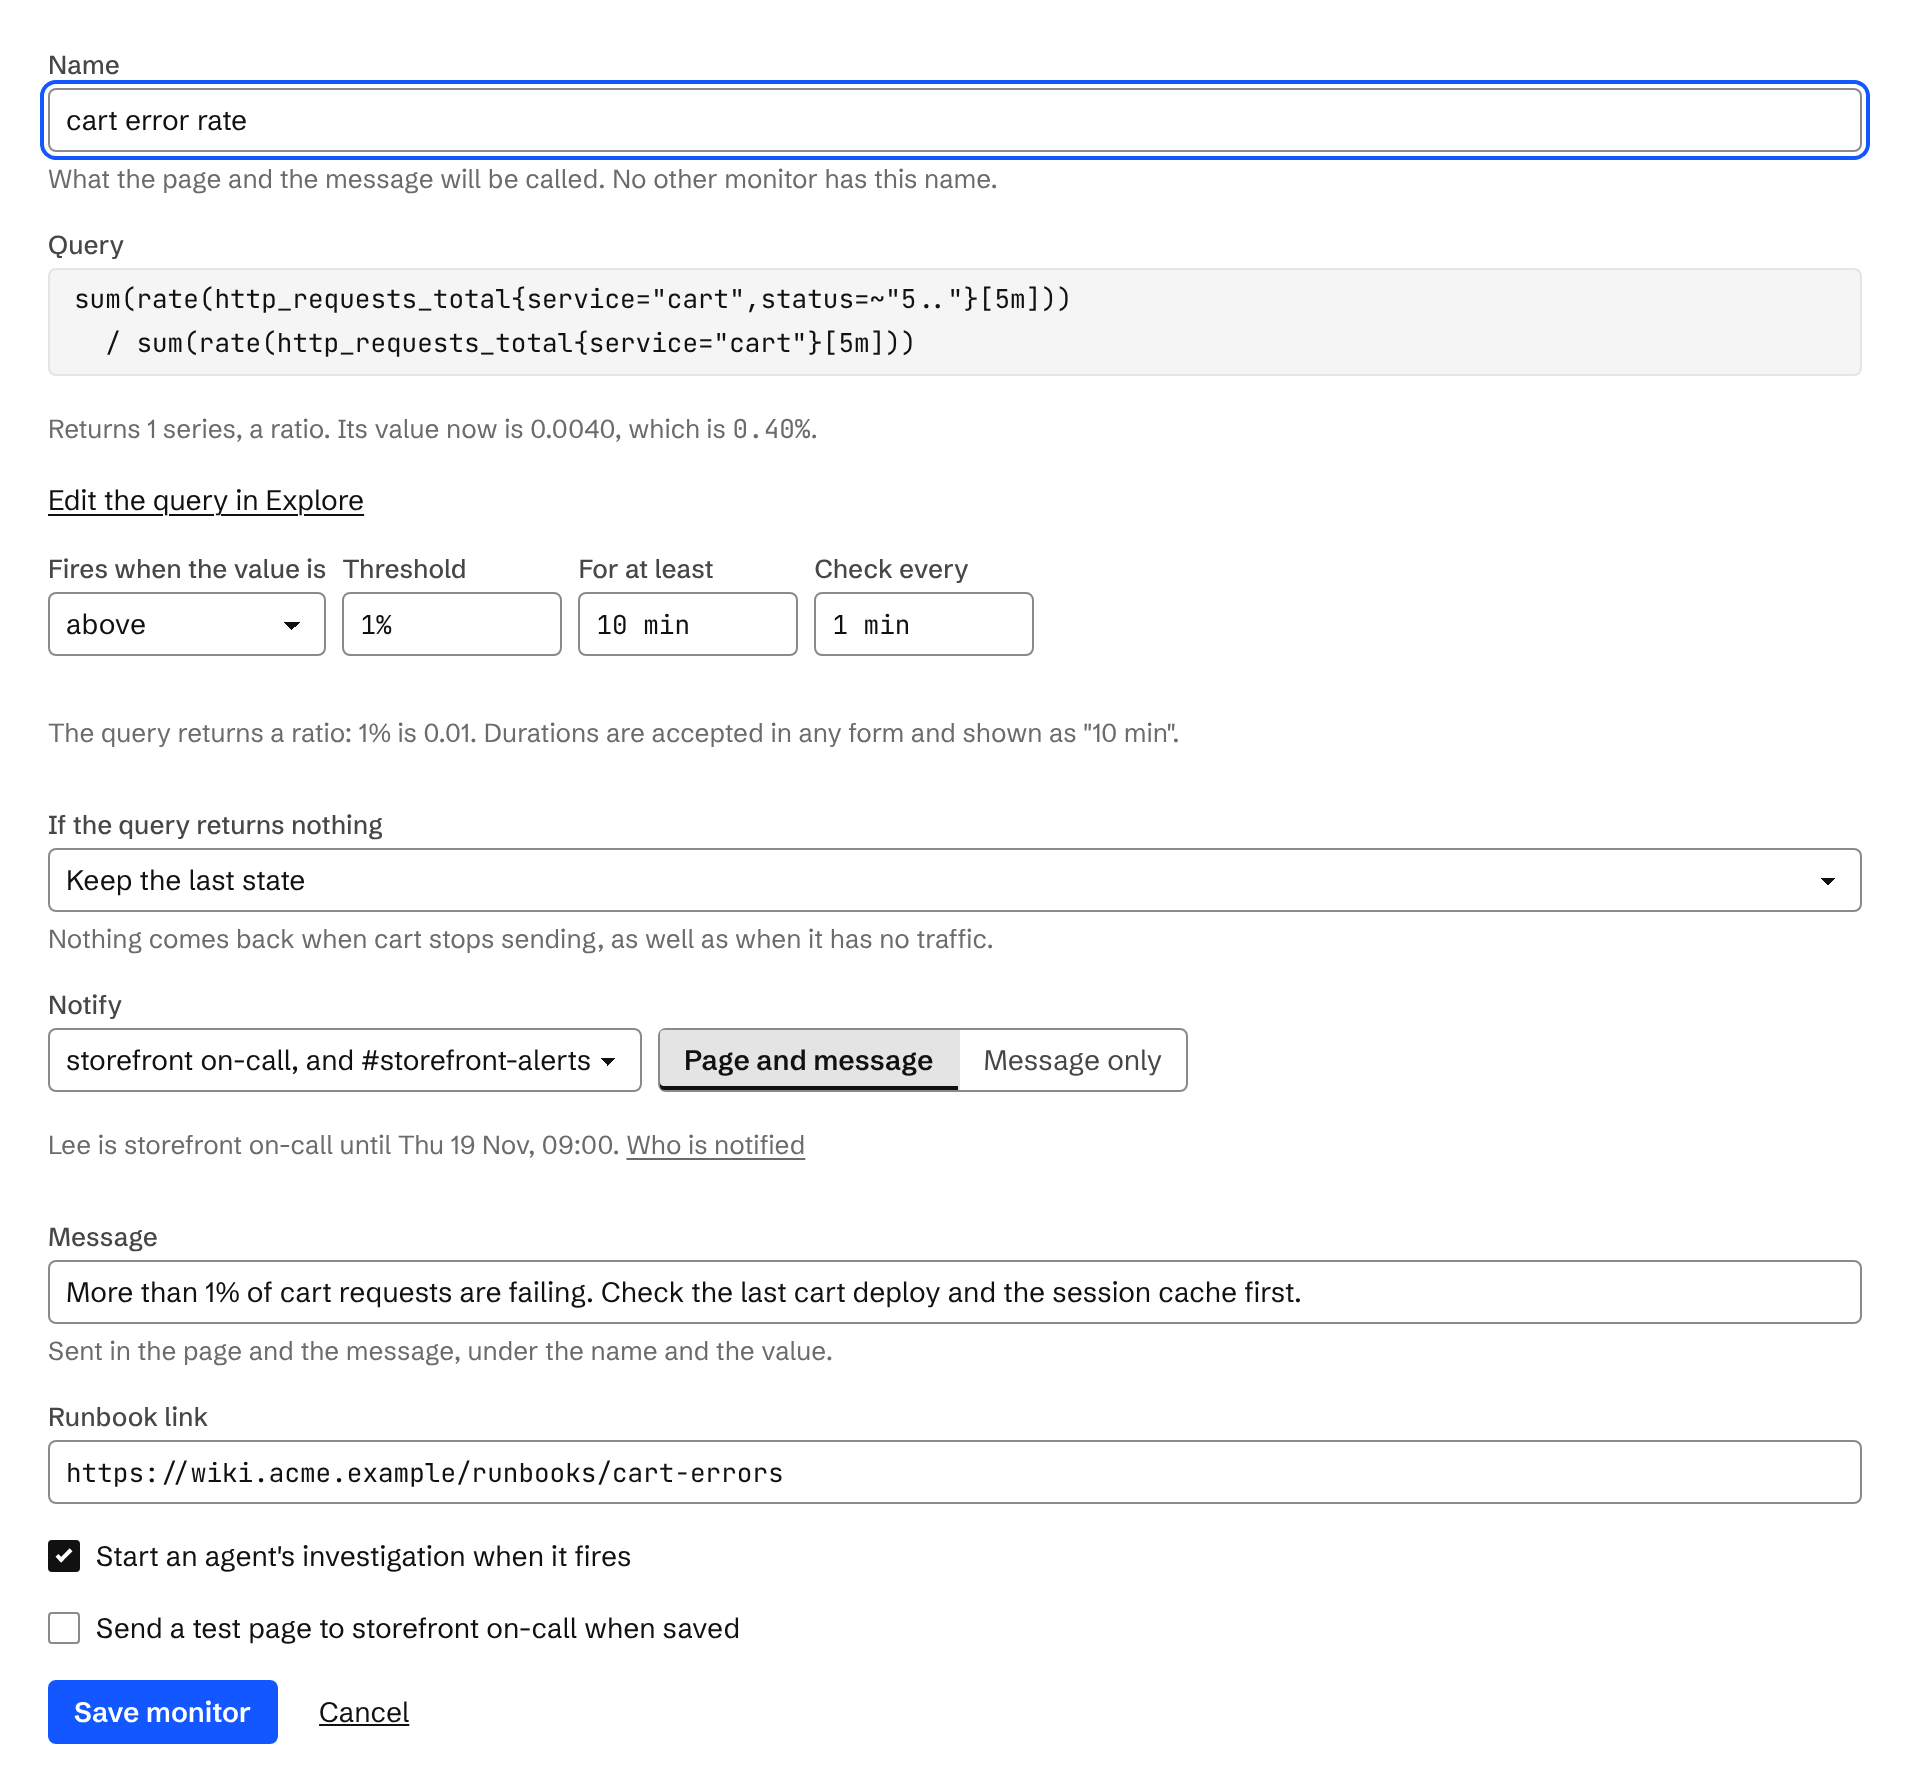 Name
cart error rate
What the page and the message will be called. No other monitor has this name.
Query
sum(rate(http_requests_total{service="cart",status=~"5.."}[5m]))
/ sum(rate(http_requests_total{service="cart"}[5m]))
Returns 1 series, a ratio. Its value now is 0.0040, which is 0.40%.
Edit the query in Explore
Fires when the value is Threshold For at least Check every
above 1% 10 min 1 min
The query returns a ratio: 1% is 0.01. Durations are accepted in any form and shown as "10 min".
If the query returns nothing
Keep the last state
Nothing comes back when cart stops sending, as well as when it has no traffic.
Notify
storefront on-call, and #storefront-alerts Page and message Message only
Lee is storefront on-call until Thu 19 Nov, 09:00. Who is notified
Message
More than 1% of cart requests are failing. Check the last cart deploy and the session cache first.
Sent in the page and the message, under the name and the value.
Runbook link
https://wiki.acme.example/runbooks/cart-errors
Start an agent's investigation when it fires
Send a test page to storefront on-call when saved
Save monitor Cancel